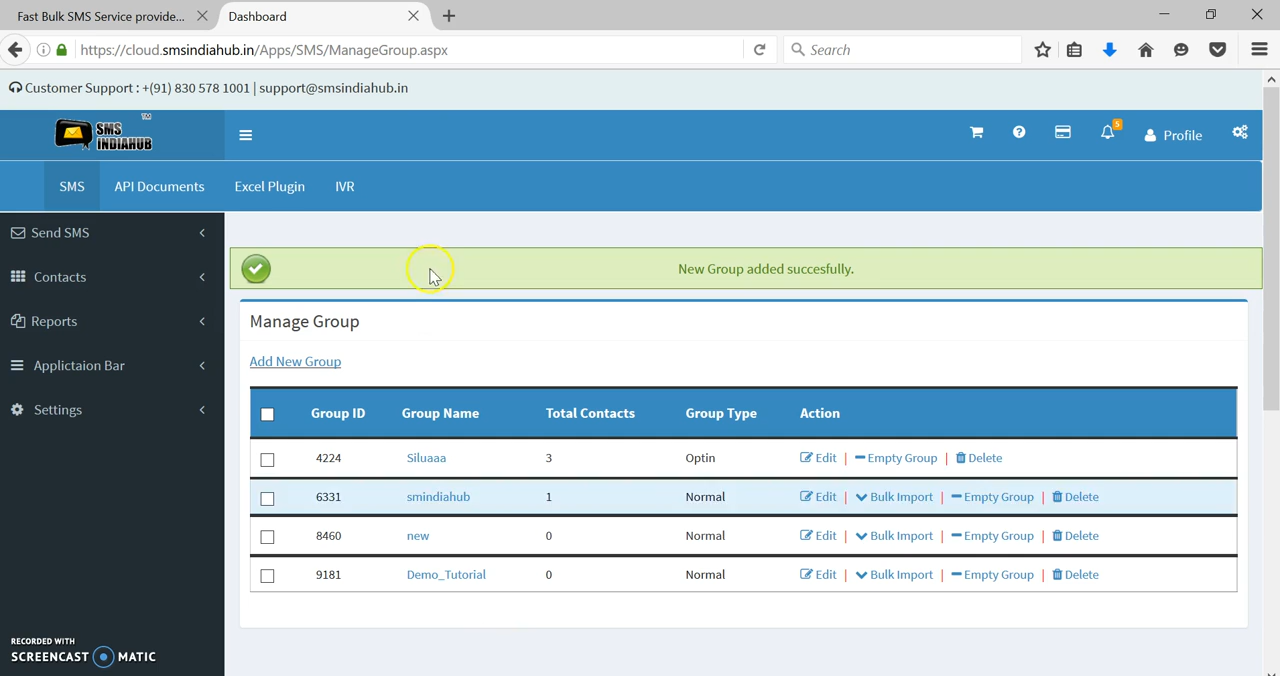 Fast Bulk SMS Service provide...
Dashboard
https://cloud.smsindiahub.in/Apps/SMS/ManageGroup.aspx
Search
Customer Support : +(91) 830 578 1001 | support@smsindiahub.in
SMS INDIAHUB TM
5
Profile
SMS API Documents Excel Plugin IVR
Send SMS
Contacts
Reports
Applictaion Bar
Settings
New Group added succesfully.
Manage Group
Add New Group
Group ID Group Name Total Contacts Group Type Action
4224 Siluaaa 3 Optin Edit | Empty Group | Delete
6331 smindiahub 1 Normal Edit | Bulk Import | Empty Group | Delete
8460 new 0 Normal Edit | Bulk Import | Empty Group | Delete
9181 Demo_Tutorial 0 Normal Edit | Bulk Import | Empty Group | Delete
RECORDED WITH
SCREENCAST MATIC